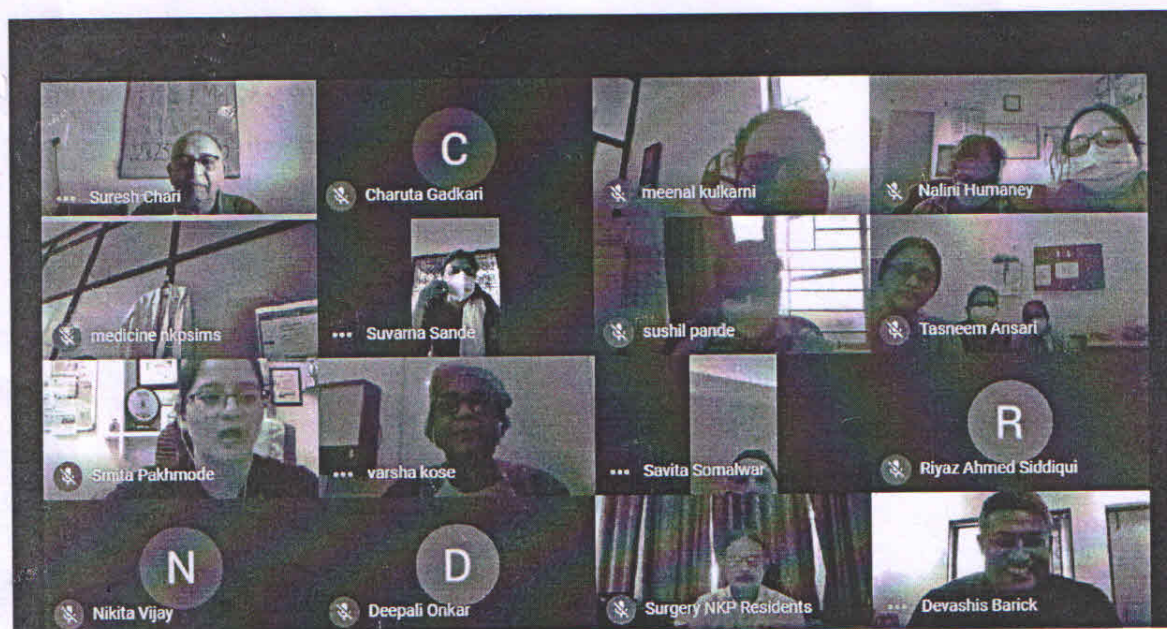 Suresh Chari
C
Charuta Gadkari
meenal kulkarni
Nalini Humaney
medicine nkpsims
Suvarna Sande
sushil pande
Tasneem Ansari
Smita Pakhmode
varsha kose
Savita Somalwar
R
Riyaz Ahmed Siddiqui
N
Nikita Vijay
D
Deepali Onkar
Surgery NKP Residents
Devashis Barick